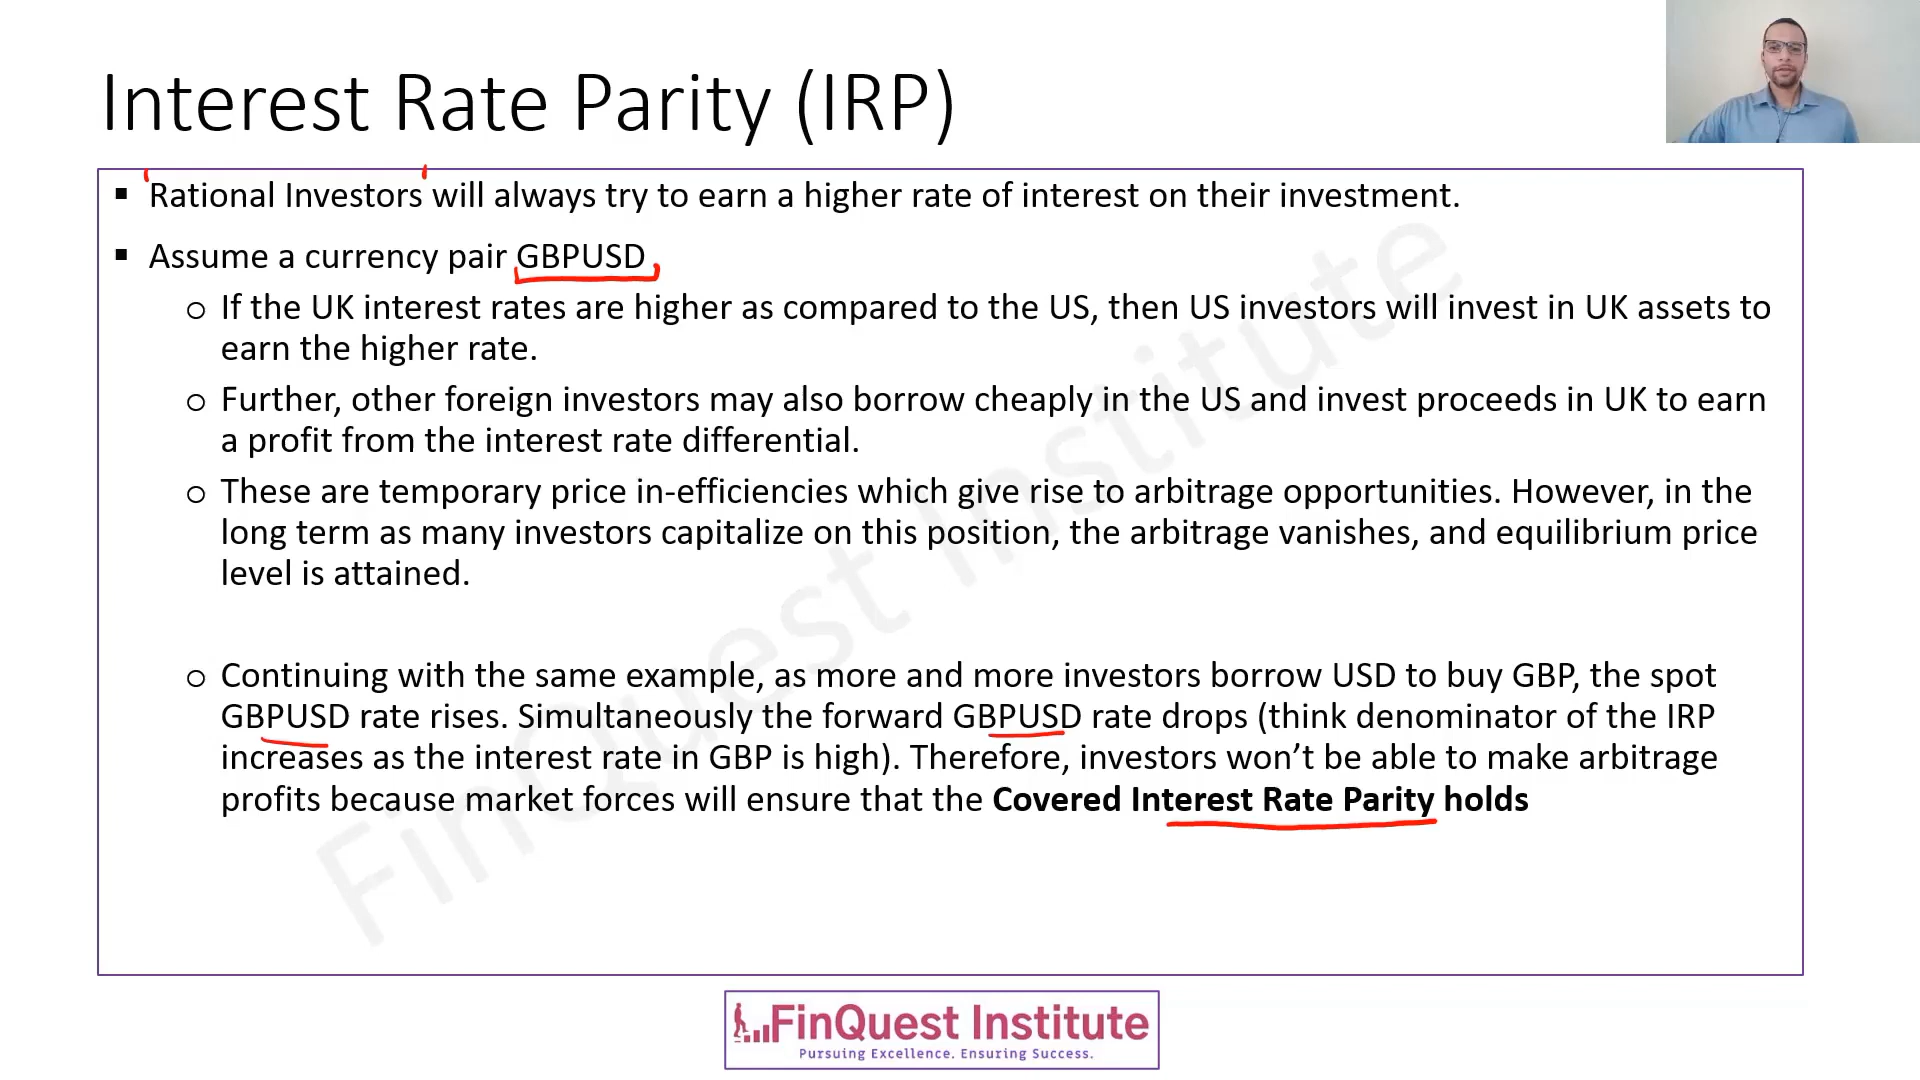 Interest Rate Parity (IRP)
▪ Rational Investors will always try to earn a higher rate of interest on their investment.
▪ Assume a currency pair GBPUSD
o If the UK interest rates are higher as compared to the US, then US investors will invest in UK assets to
earn the higher rate.
o Further, other foreign investors may also borrow cheaply in the US and invest proceeds in UK to earn
a profit from the interest rate differential.
o These are temporary price in-efficiencies which give rise to arbitrage opportunities. However, in the
long term as many investors capitalize on this position, the arbitrage vanishes, and equilibrium price
level is attained.
o Continuing with the same example, as more and more investors borrow USD to buy GBP, the spot
GBPUSD rate rises. Simultaneously the forward GBPUSD rate drops (think denominator of the IRP
increases as the interest rate in GBP is high). Therefore, investors won’t be able to make arbitrage
profits because market forces will ensure that the Covered Interest Rate Parity holds
FinQuest Institute
FinQuest Institute
Pursuing Excellence. Ensuring Success.